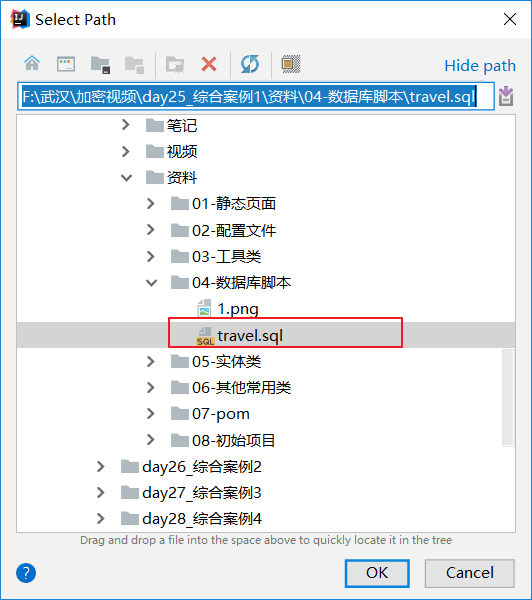 Select Path
Hide path
F:\武汉\加密视频\day25_综合案例1\资料\04-数据库脚本\travel.sql
笔记
视频
资料
01-静态页面
02-配置文件
03-工具类
04-数据库脚本
1.png
travel.sql
05-实体类
06-其他常用类
07-pom
08-初始项目
day26_综合案例2
day27_综合案例3
day28_综合案例4
Drag and drop a file into the space above to quickly locate it in the tree
? OK Cancel